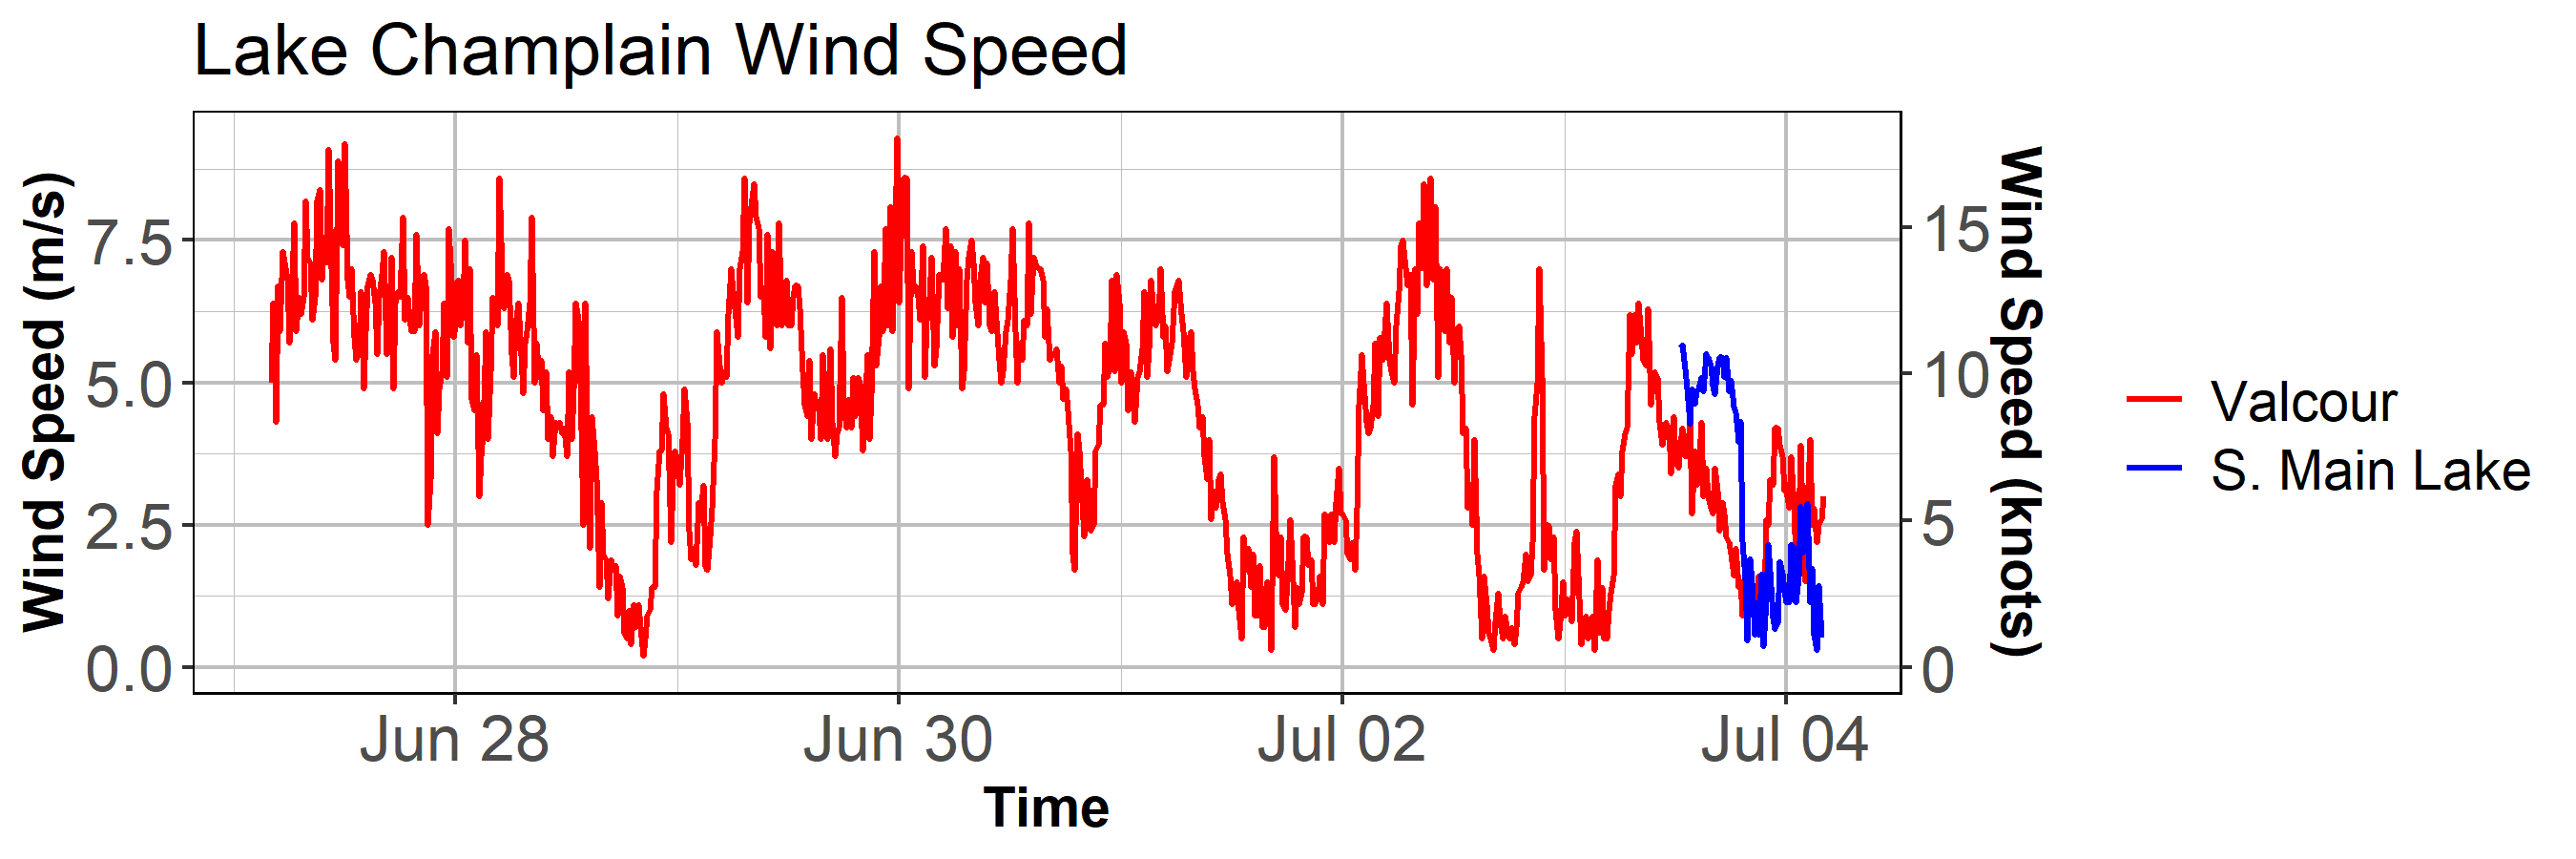 Lake Champlain Wind Speed
Wind Speed (m/s)
7.5
5.0
2.5
0.0
Jun 28
Jun 30
Jul 02
Jul 04
Time
15
10
5
0
Wind Speed (knots)
Valcour
S. Main Lake